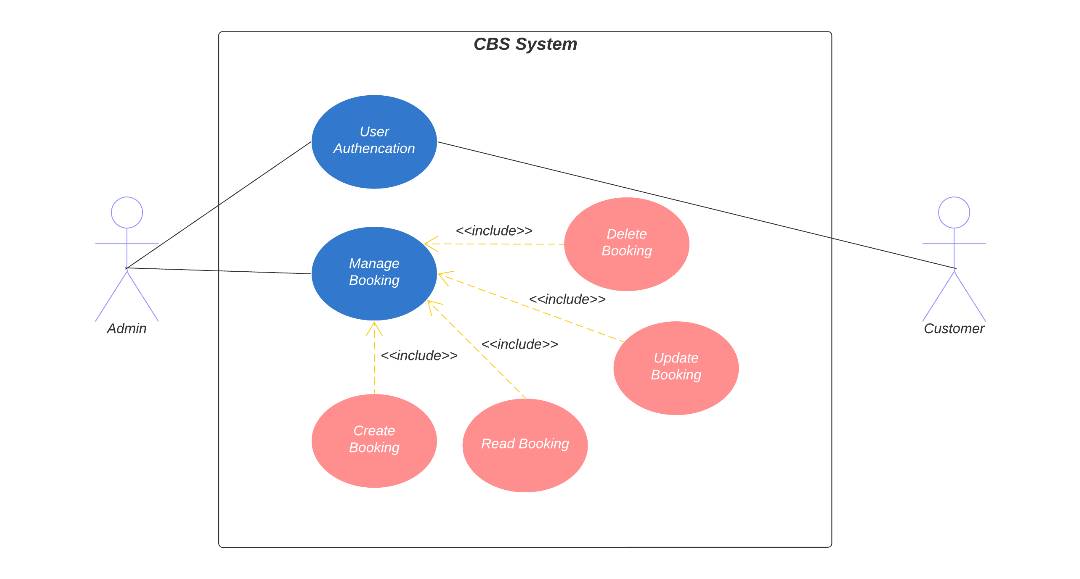 CBS System
User
Authencation
Manage
Booking
<<include>>
Delete
Booking
<<include>>
Update
Booking
<<include>>
<<include>>
Create
Booking
Read Booking
Admin
Customer